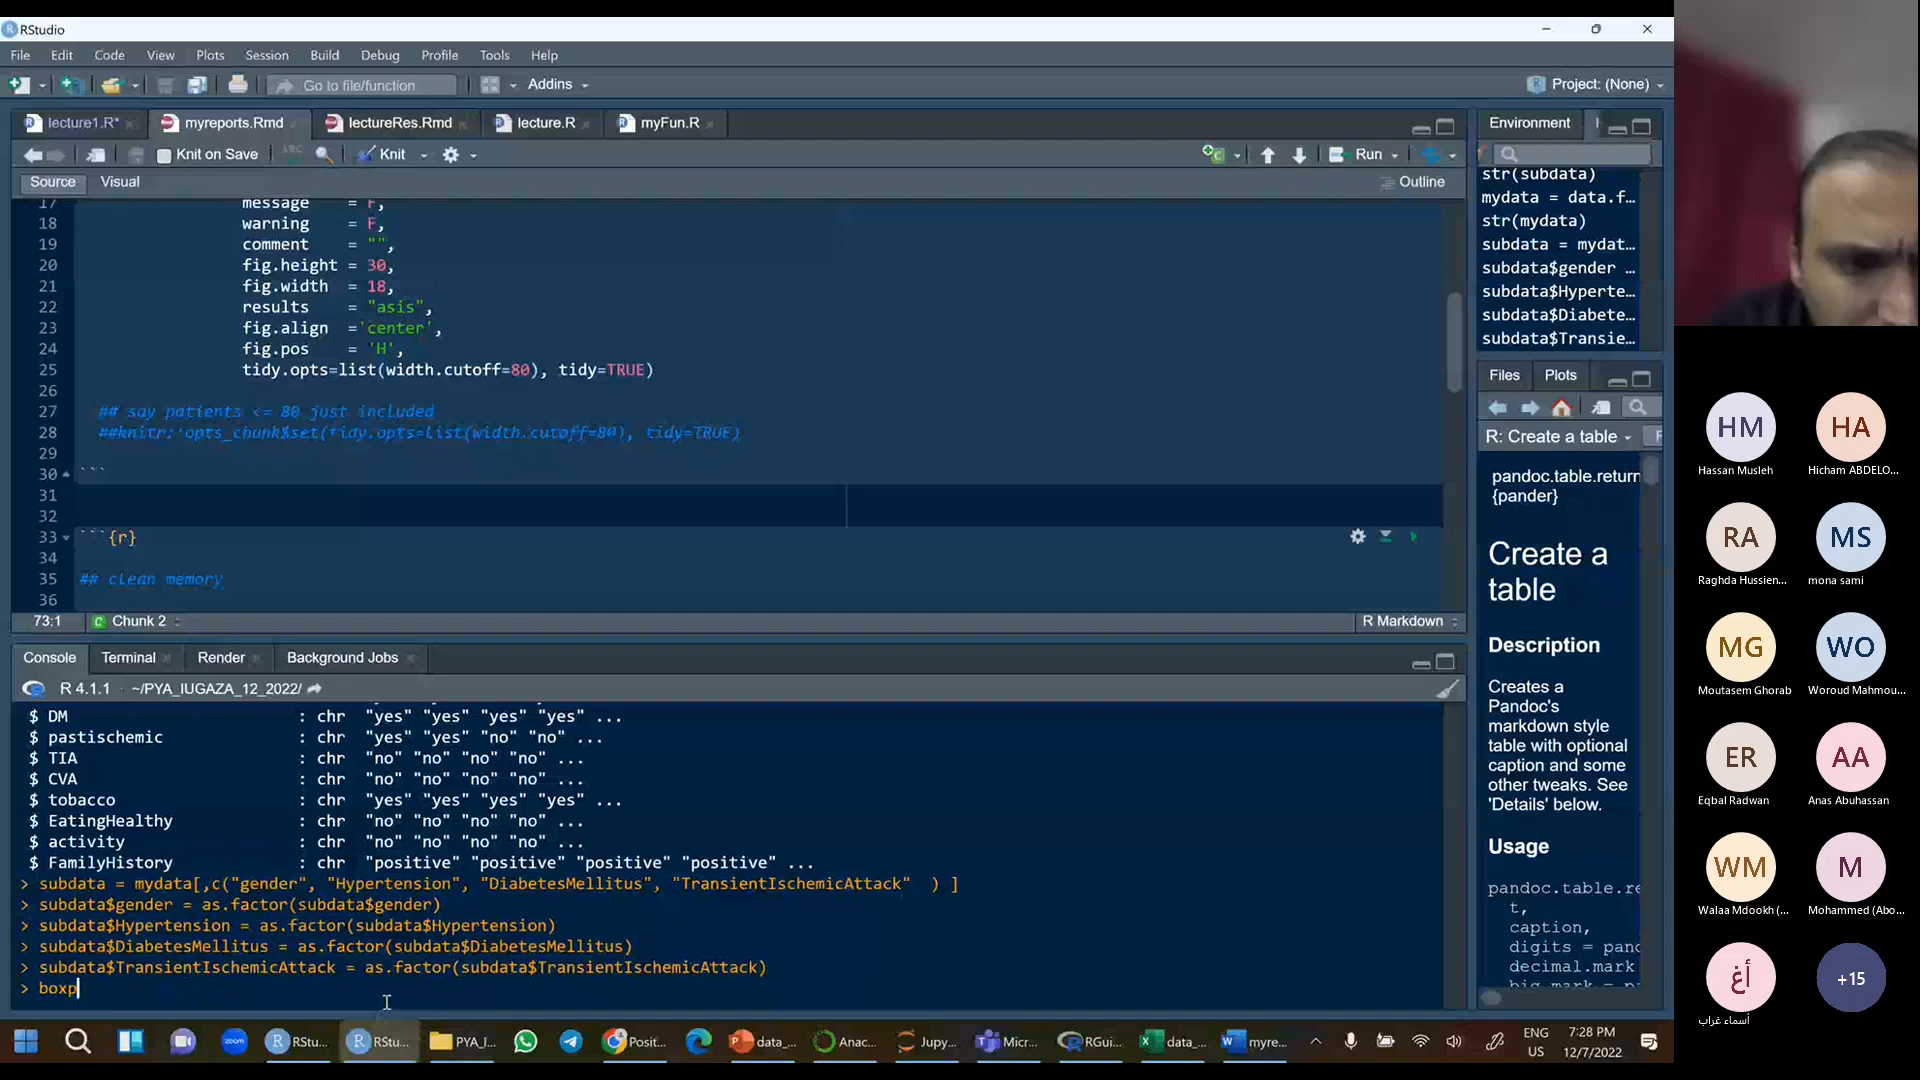 RStudio
File Edit Code View Plots Session Build Debug Profile Tools Help
Go to file/function Addins Project: (None)
lecture1.R* myreports.Rmd lectureRes.Rmd lecture.R myFun.R
Knit on Save ABC Knit Run
Source Visual Outline
17 message = F,
18 warning = F,
19 comment = "",
20 fig.height = 30,
21 fig.width = 18,
22 results = "asis",
23 fig.align ='center',
24 fig.pos = 'H',
25 tidy.opts=list(width.cutoff=80), tidy=TRUE)
26
27 ## say patients <= 80 just included
28 ##knitr::opts_chunk$set(tidy.opts=list(width.cutoff=80), tidy=TRUE)
29
30 ```
31
32
33 ```{r}
34
35 ## clean memory
36
73:1 Chunk 2 R Markdown
Console Terminal Render Background Jobs
R 4.1.1 · ~/PYA_IUGAZA_12_2022/
$ DM : chr "yes" "yes" "yes" "yes" ...
$ pastischemic : chr "yes" "yes" "no" "no" ...
$ TIA : chr "no" "no" "no" "no" ...
$ CVA : chr "no" "no" "no" "no" ...
$ tobacco : chr "yes" "yes" "yes" "yes" ...
$ EatingHealthy : chr "no" "no" "no" "no" ...
$ activity : chr "no" "no" "no" "no" ...
$ FamilyHistory : chr "positive" "positive" "positive" "positive" ...
> subdata = mydata[,c("gender", "Hypertension", "DiabetesMellitus", "TransientIschemicAttack" ) ]
> subdata$gender = as.factor(subdata$gender)
> subdata$Hypertension = as.factor(subdata$Hypertension)
> subdata$DiabetesMellitus = as.factor(subdata$DiabetesMellitus)
> subdata$TransientIschemicAttack = as.factor(subdata$TransientIschemicAttack)
> boxp
Environment
str(subdata)
mydata = data.f…
str(mydata)
subdata = mydat…
subdata$gender …
subdata$Hyperte…
subdata$Diabete…
subdata$Transie…
Files Plots
R: Create a table
pandoc.table.return
{pander}
Create a
table
Description
Creates a
Pandoc's
markdown style
table with optional
caption and some
other tweaks. See
'Details' below.
Usage
pandoc.table.re
t,
caption,
digits = pand
decimal.mark
big.mark = p
HM HA
Hassan Musleh Hicham ABDELO...
RA MS
Raghda Hussien... mona sami
MG WO
Moutasem Ghorab Woroud Mahmou...
ER AA
Eqbal Radwan Anas Abuhassan
WM M
Walaa Mdookh (... Mohammed (Abo...
أغ +15
أسماء غراب
zoom RStu... RStu... PYA_I... Posit... data_... Anac... Jupy... Micr... RGui... data_... myre... ENG US 7:28 PM 12/7/2022